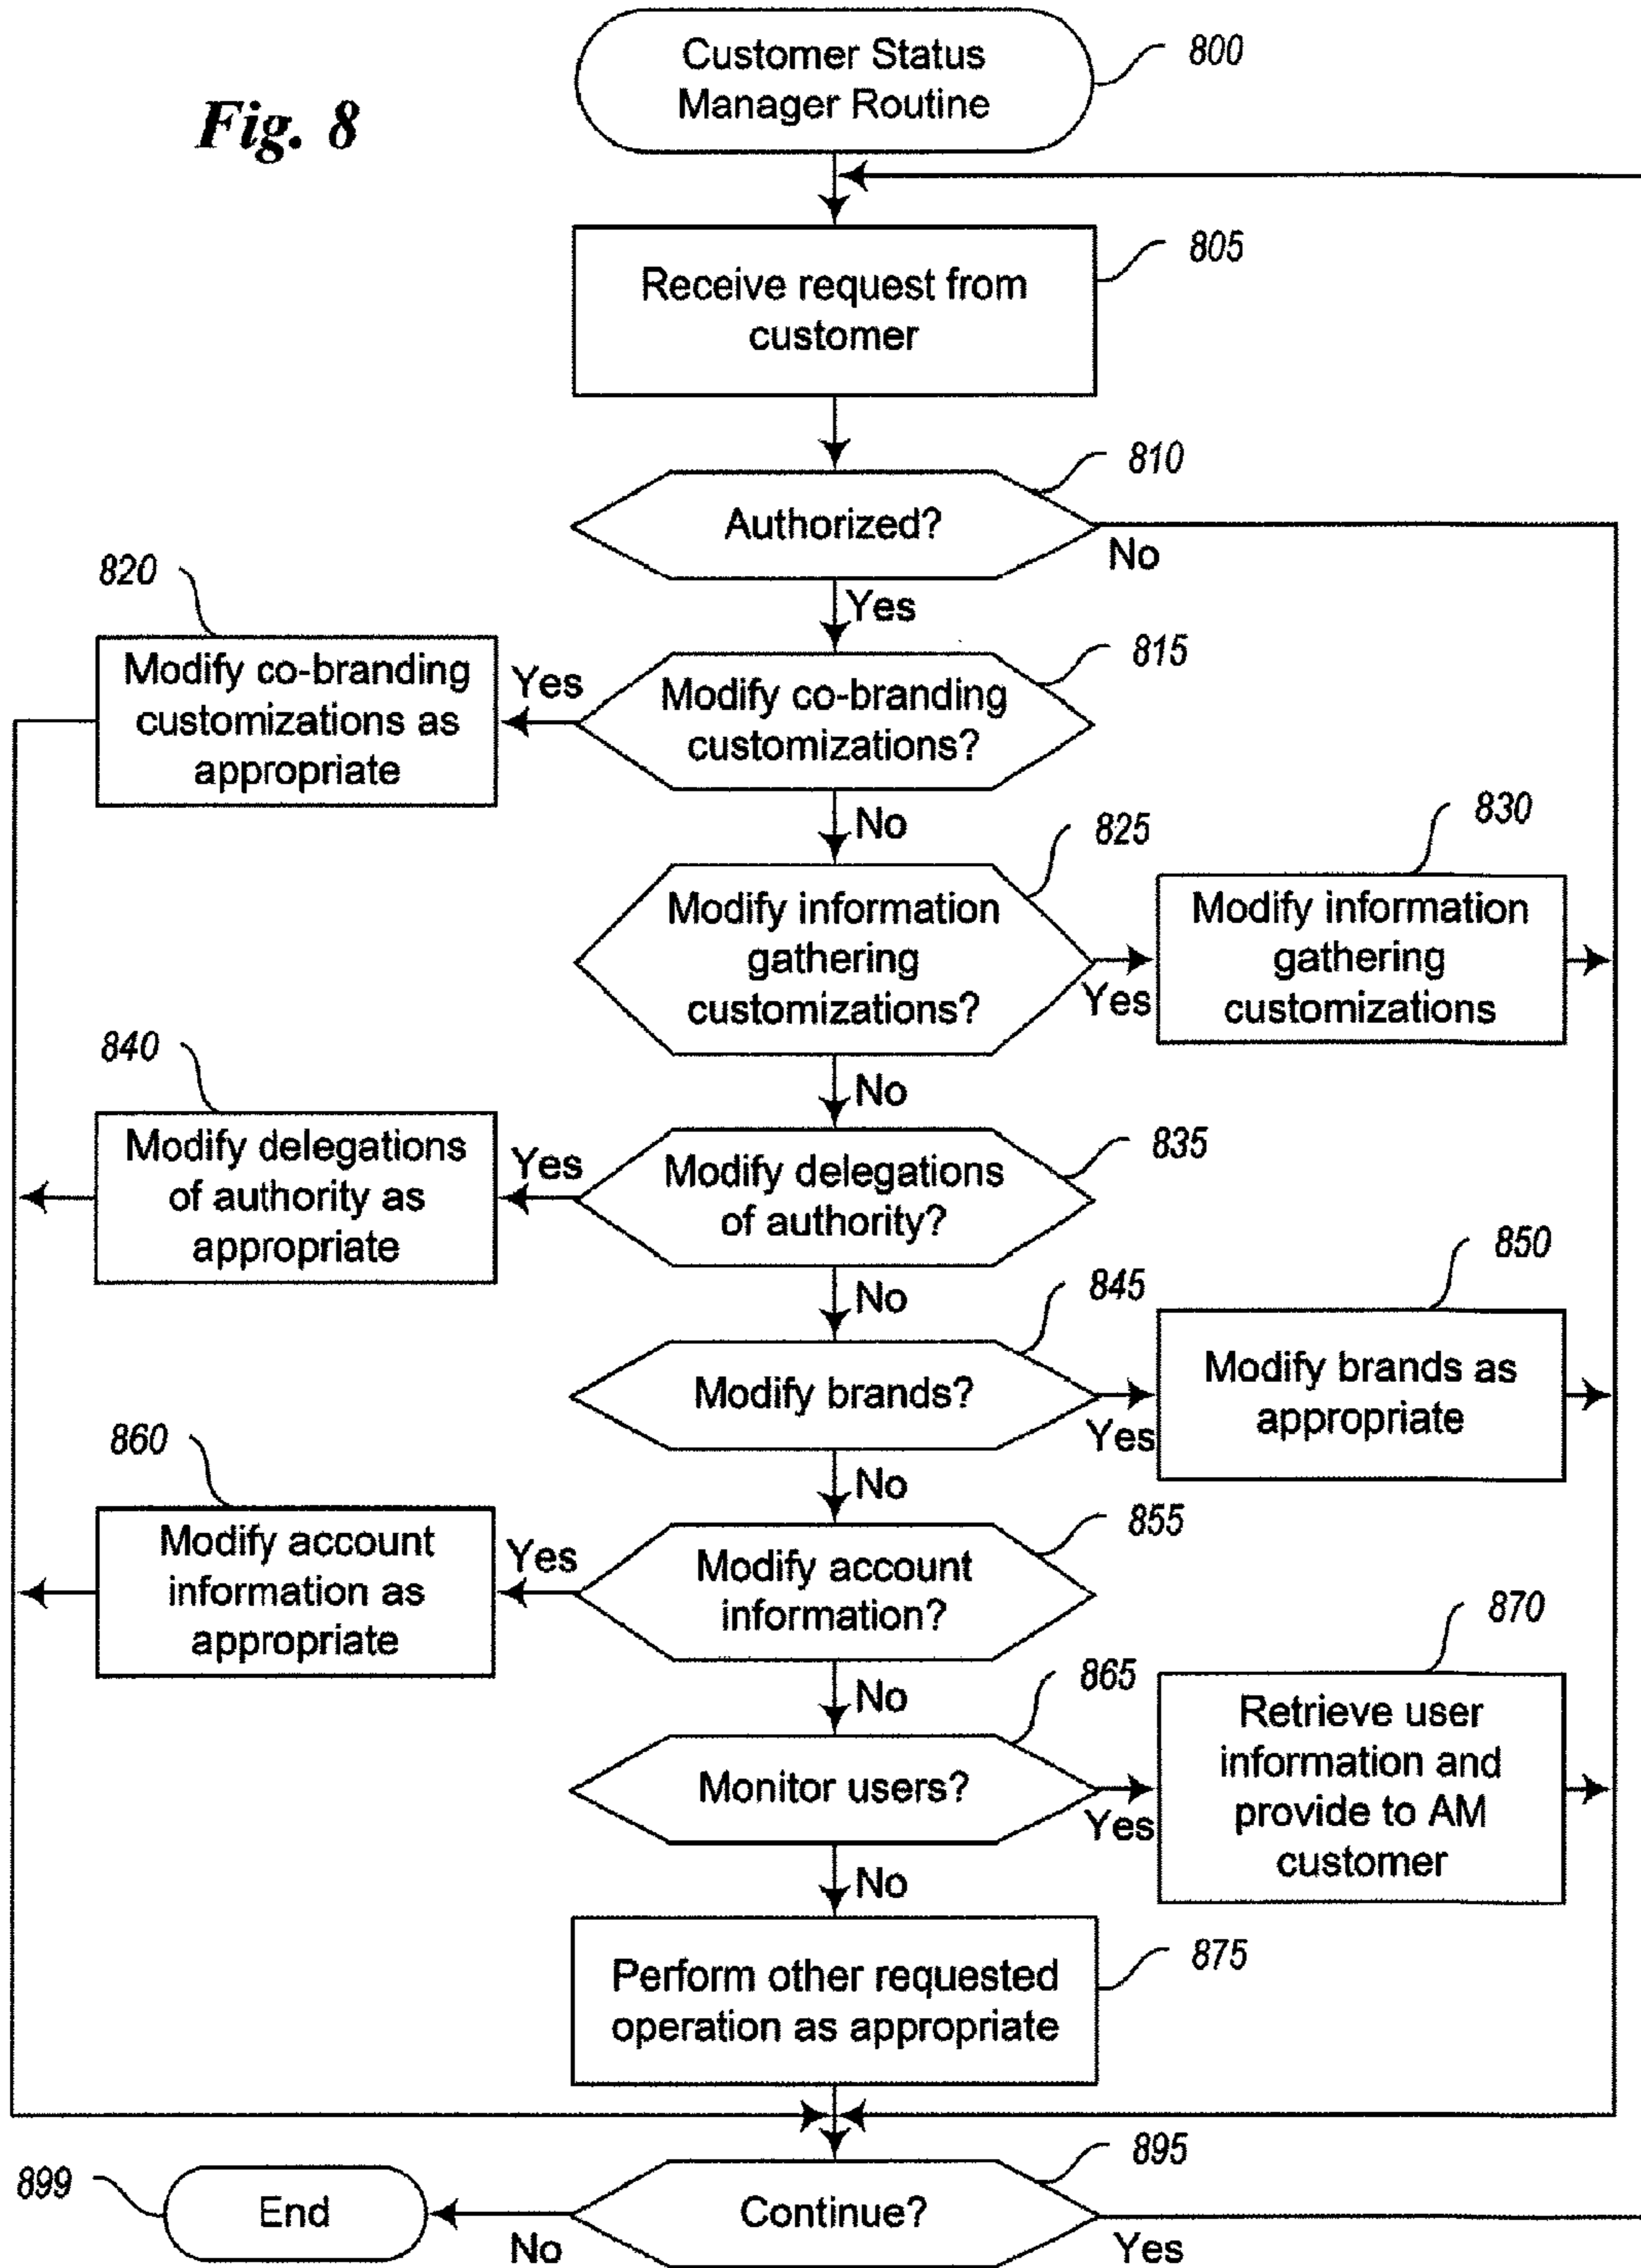 Fig. 8
Customer Status
Manager Routine
800
Receive request from
customer
805
Authorized?
810
No
Yes
Modify co-branding
customizations?
815
Yes
Modify co-branding
customizations as
appropriate
820
No
Modify information
gathering
customizations?
825
Yes
Modify information
gathering
customizations
830
No
Modify delegations
of authority?
835
Yes
Modify delegations
of authority as
appropriate
840
No
Modify brands?
845
Yes
Modify brands as
appropriate
850
No
Modify account
information?
855
Yes
Modify account
information as
appropriate
860
No
Monitor users?
865
Yes
Retrieve user
information and
provide to AM
customer
870
No
Perform other requested
operation as appropriate
875
Continue?
895
No
End
899
Yes